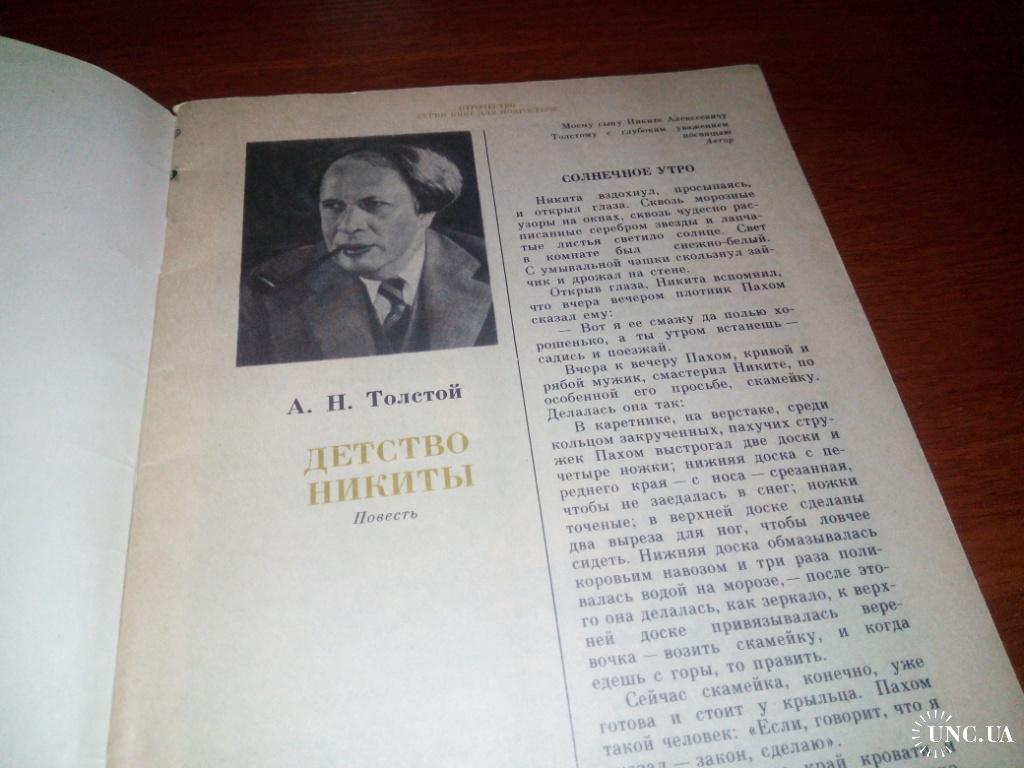 ОТРОЧЕСТВО
СЕРИЯ КНИГ ДЛЯ ПОДРОСТКОВ
А. Н. Толстой
ДЕТСТВО
НИКИТЫ
Повесть
Моему сыну Никите Алексеевичу
Толстому с глубоким уважением
посвящаю
Автор
СОЛНЕЧНОЕ УТРО
Никита вздохнул, просыпаясь,
и открыл глаза. Сквозь морозные
узоры на окнах, сквозь чудесно рас-
писанные серебром звезды и лапча-
тые листья светило солнце. Свет
в комнате был снежно-белый.
С умывальной чашки скользнул зай-
чик и дрожал на стене.
Открыв глаза, Никита вспомнил,
что вчера вечером плотник Пахом
сказал ему:
— Вот я ее смажу да полью хо-
рошенько, а ты утром встанешь —
садись и поезжай.
Вчера к вечеру Пахом, кривой и
рябой мужик, смастерил Никите, по
особенной его просьбе, скамейку.
Делалась она так:
В каретнике, на верстаке, среди
кольцом закрученных, пахучих стру-
жек Пахом выстрогал две доски и
четыре ножки; нижняя доска с пе-
реднего края — с носа — срезанная,
чтобы не заедалась в снег; ножки
точеные; в верхней доске сделаны
два выреза для ног, чтобы ловчее
сидеть. Нижняя доска обмазывалась
коровьим навозом и три раза поли-
валась водой на морозе, — после это-
го она делалась, как зеркало, к верх-
ней доске привязывалась вере-
вочка — возить скамейку, и когда
едешь с горы, то править.
Сейчас скамейка, конечно, уже
готова и стоит у крыльца. Пахом
такой человек: «Если, говорит, что я
— закон, сделаю».
край кровати
UNC.UA